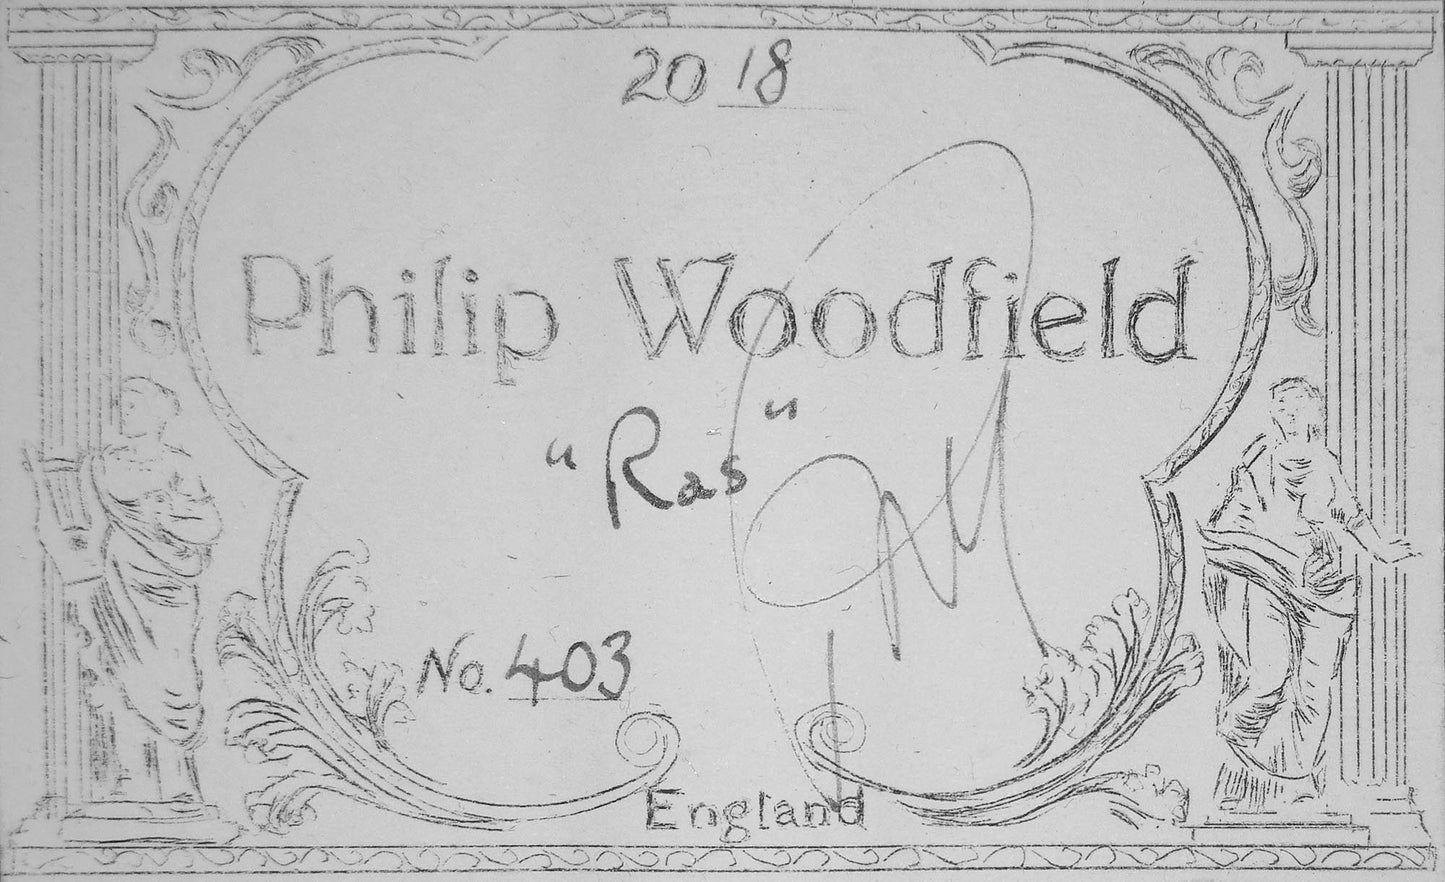 2018
Philip Woodfield
"Ras"
No. 403
England